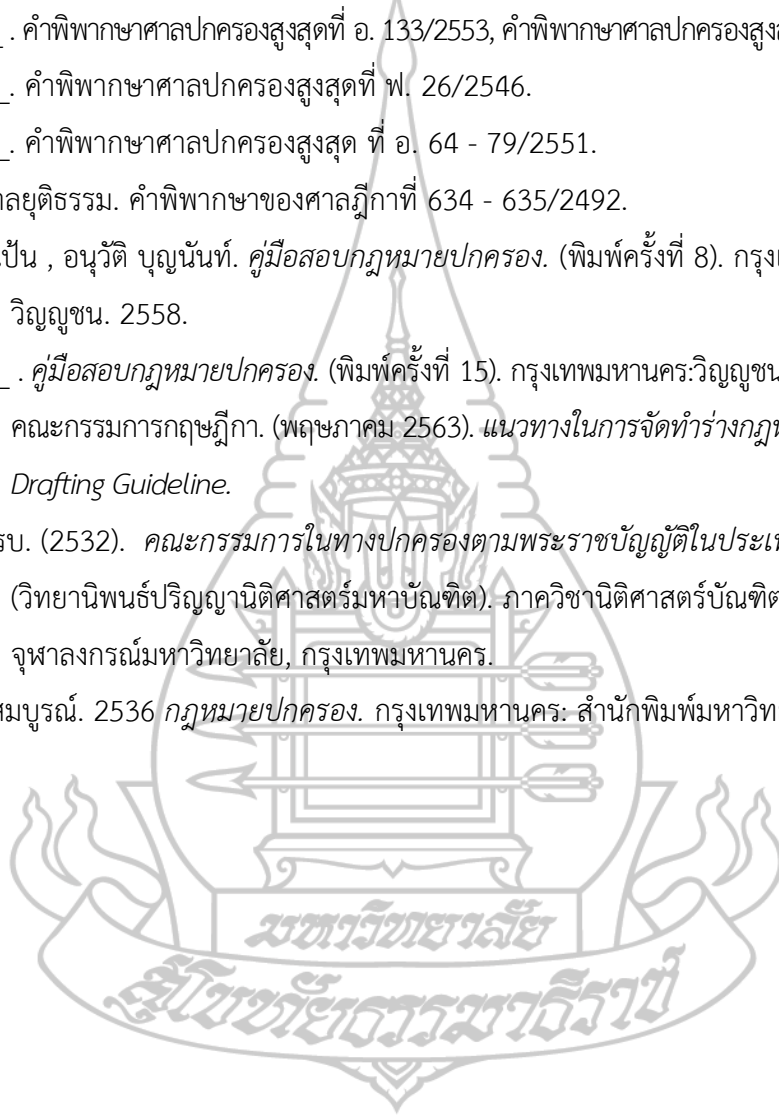 _ . คำพิพากษาศาลปกครองสูงสุดที่ อ. 133/2553, คำพิพากษาศาลปกครองสูงส
_. คำพิพากษาศาลปกครองสูงสุดที่ ฟ. 26/2546.
_. คำพิพากษาศาลปกครองสูงสุด ที่ อ. 64 - 79/2551.
าลยุติธรรม. คำพิพากษาของศาลฎีกาที่ 634 - 635/2492.
ป้น , อนุวัติ บุญนันท์. คู่มือสอบกฎหมายปกครอง. (พิมพ์ครั้งที่ 8). กรุงเ
วิญญูชน. 2558.
_ . คู่มือสอบกฎหมายปกครอง. (พิมพ์ครั้งที่ 15). กรุงเทพมหานคร:วิญญูชน
คณะกรรมการกฤษฎีกา. (พฤษภาคม 2563). แนวทางในการจัดทำร่างกฎห
Drafting Guideline.
รบ. (2532). คณะกรรมการในทางปกครองตามพระราชบัญญัติในประเท
(วิทยานิพนธ์ปริญญานิติศาสตร์มหาบัณฑิต). ภาควิชานิติศาสตร์บัณฑิต
จุฬาลงกรณ์มหาวิทยาลัย, กรุงเทพมหานคร.
สมบูรณ์. 2536 กฎหมายปกครอง. กรุงเทพมหานคร: สำนักพิมพ์มหาวิท
มหาวิทยาลัย
สุโขทัยธรรมาธิราช